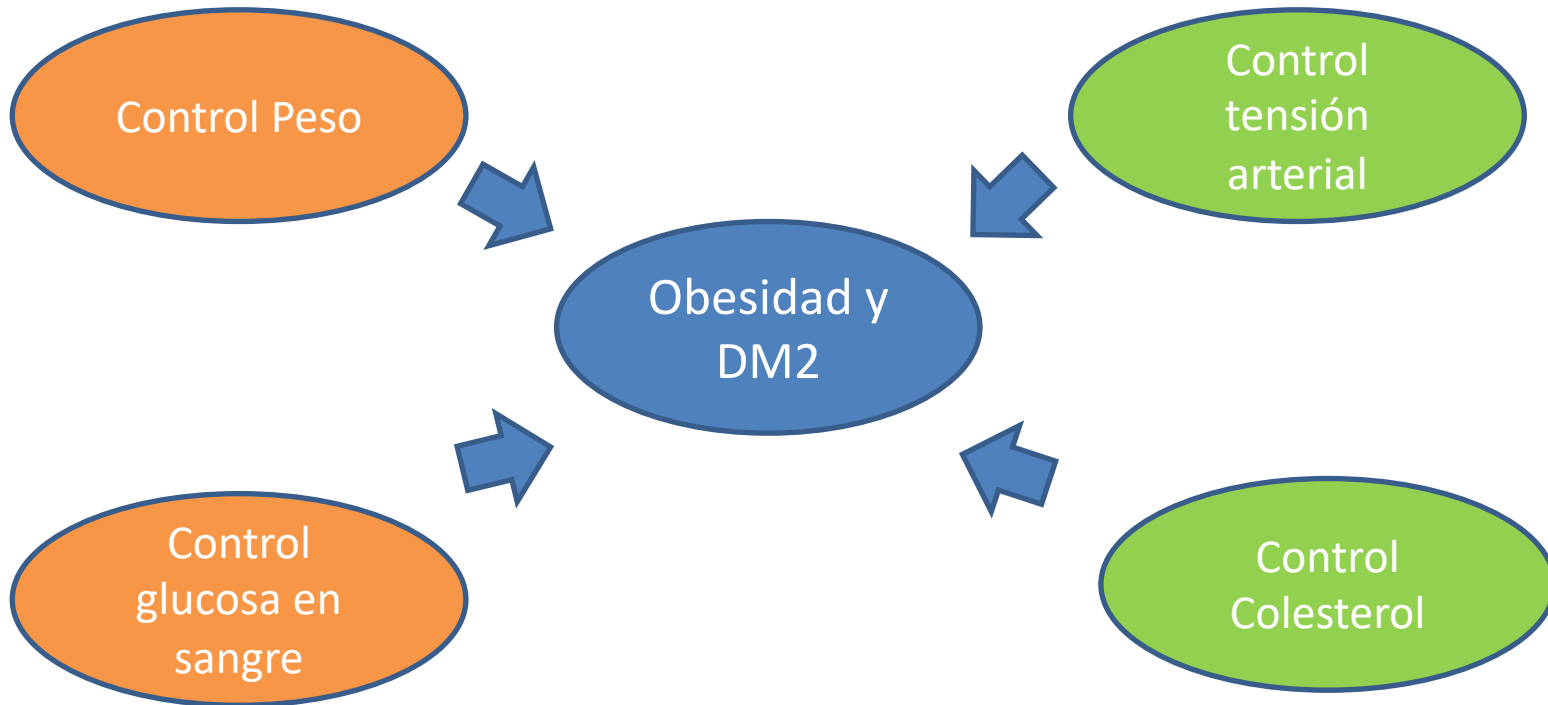 Control Peso
Control
tensión
arterial
Obesidad y
DM2
Control
glucosa en
sangre
Control
Colesterol